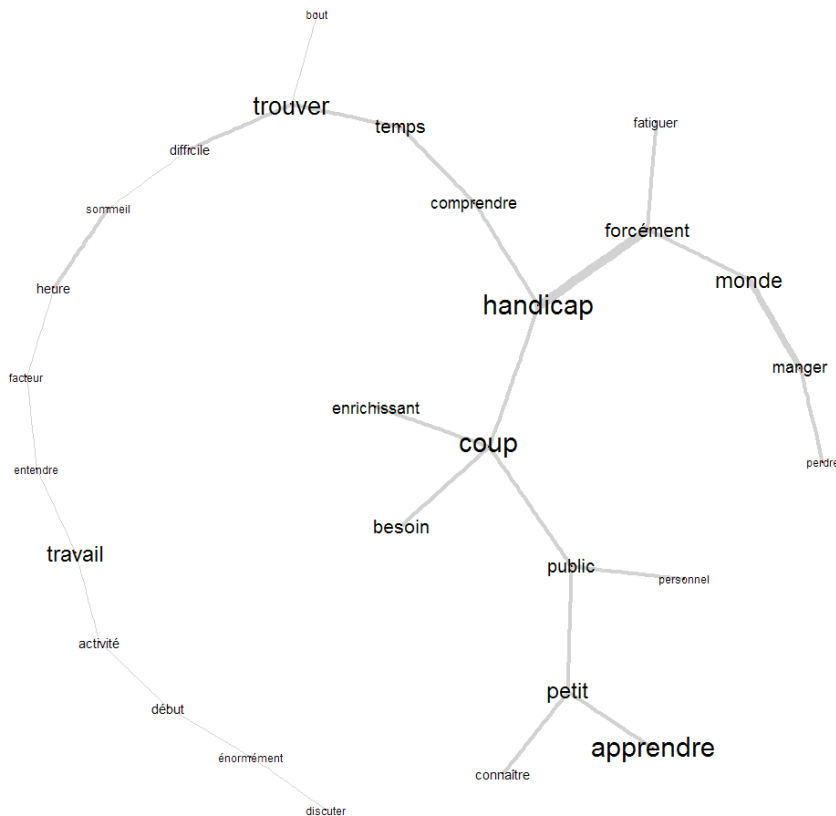 bout
trouver
temps
fatiguer
difficile
comprendre
sommeil
forcément
monde
heure
handicap
manger
facteur
enrichissant
coup
perdre
entendre
besoin
travail
public
personnel
activité
petit
début
apprendre
énormément
connaître
discuter